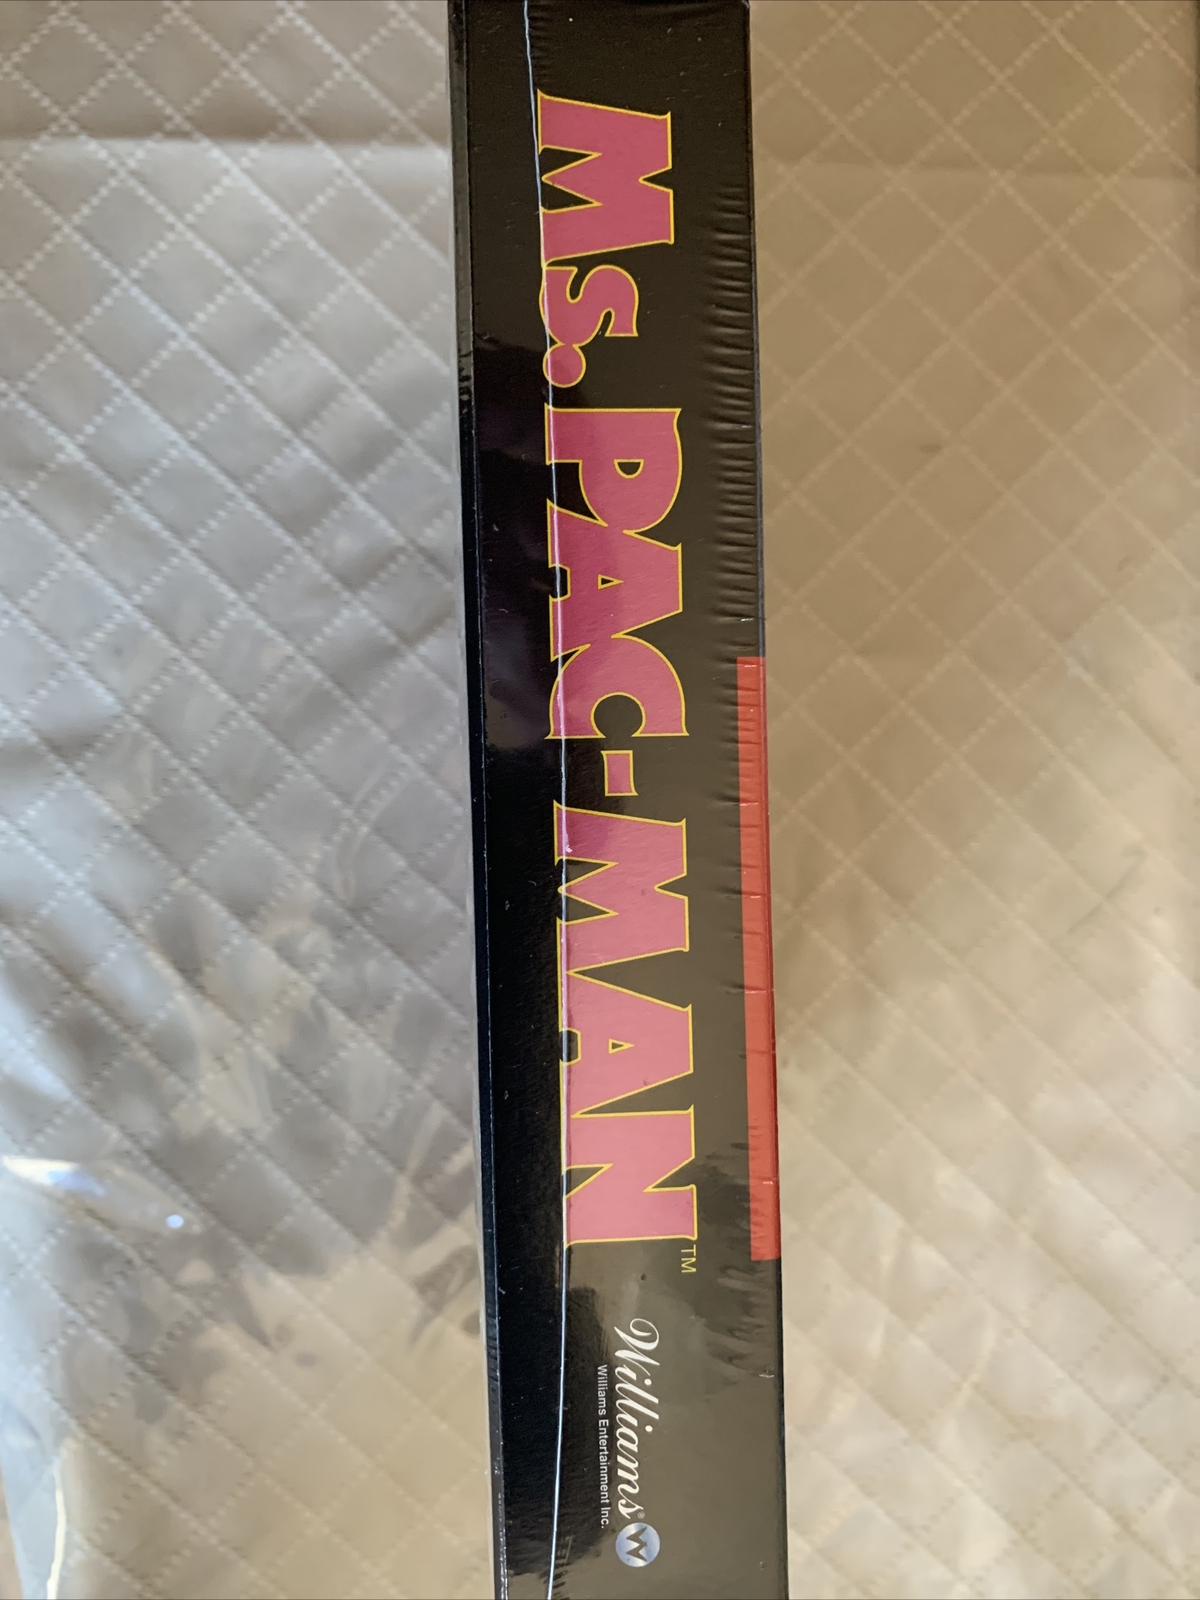 Ms. PAC-MAN™
Williams®
Williams Entertainment Inc.